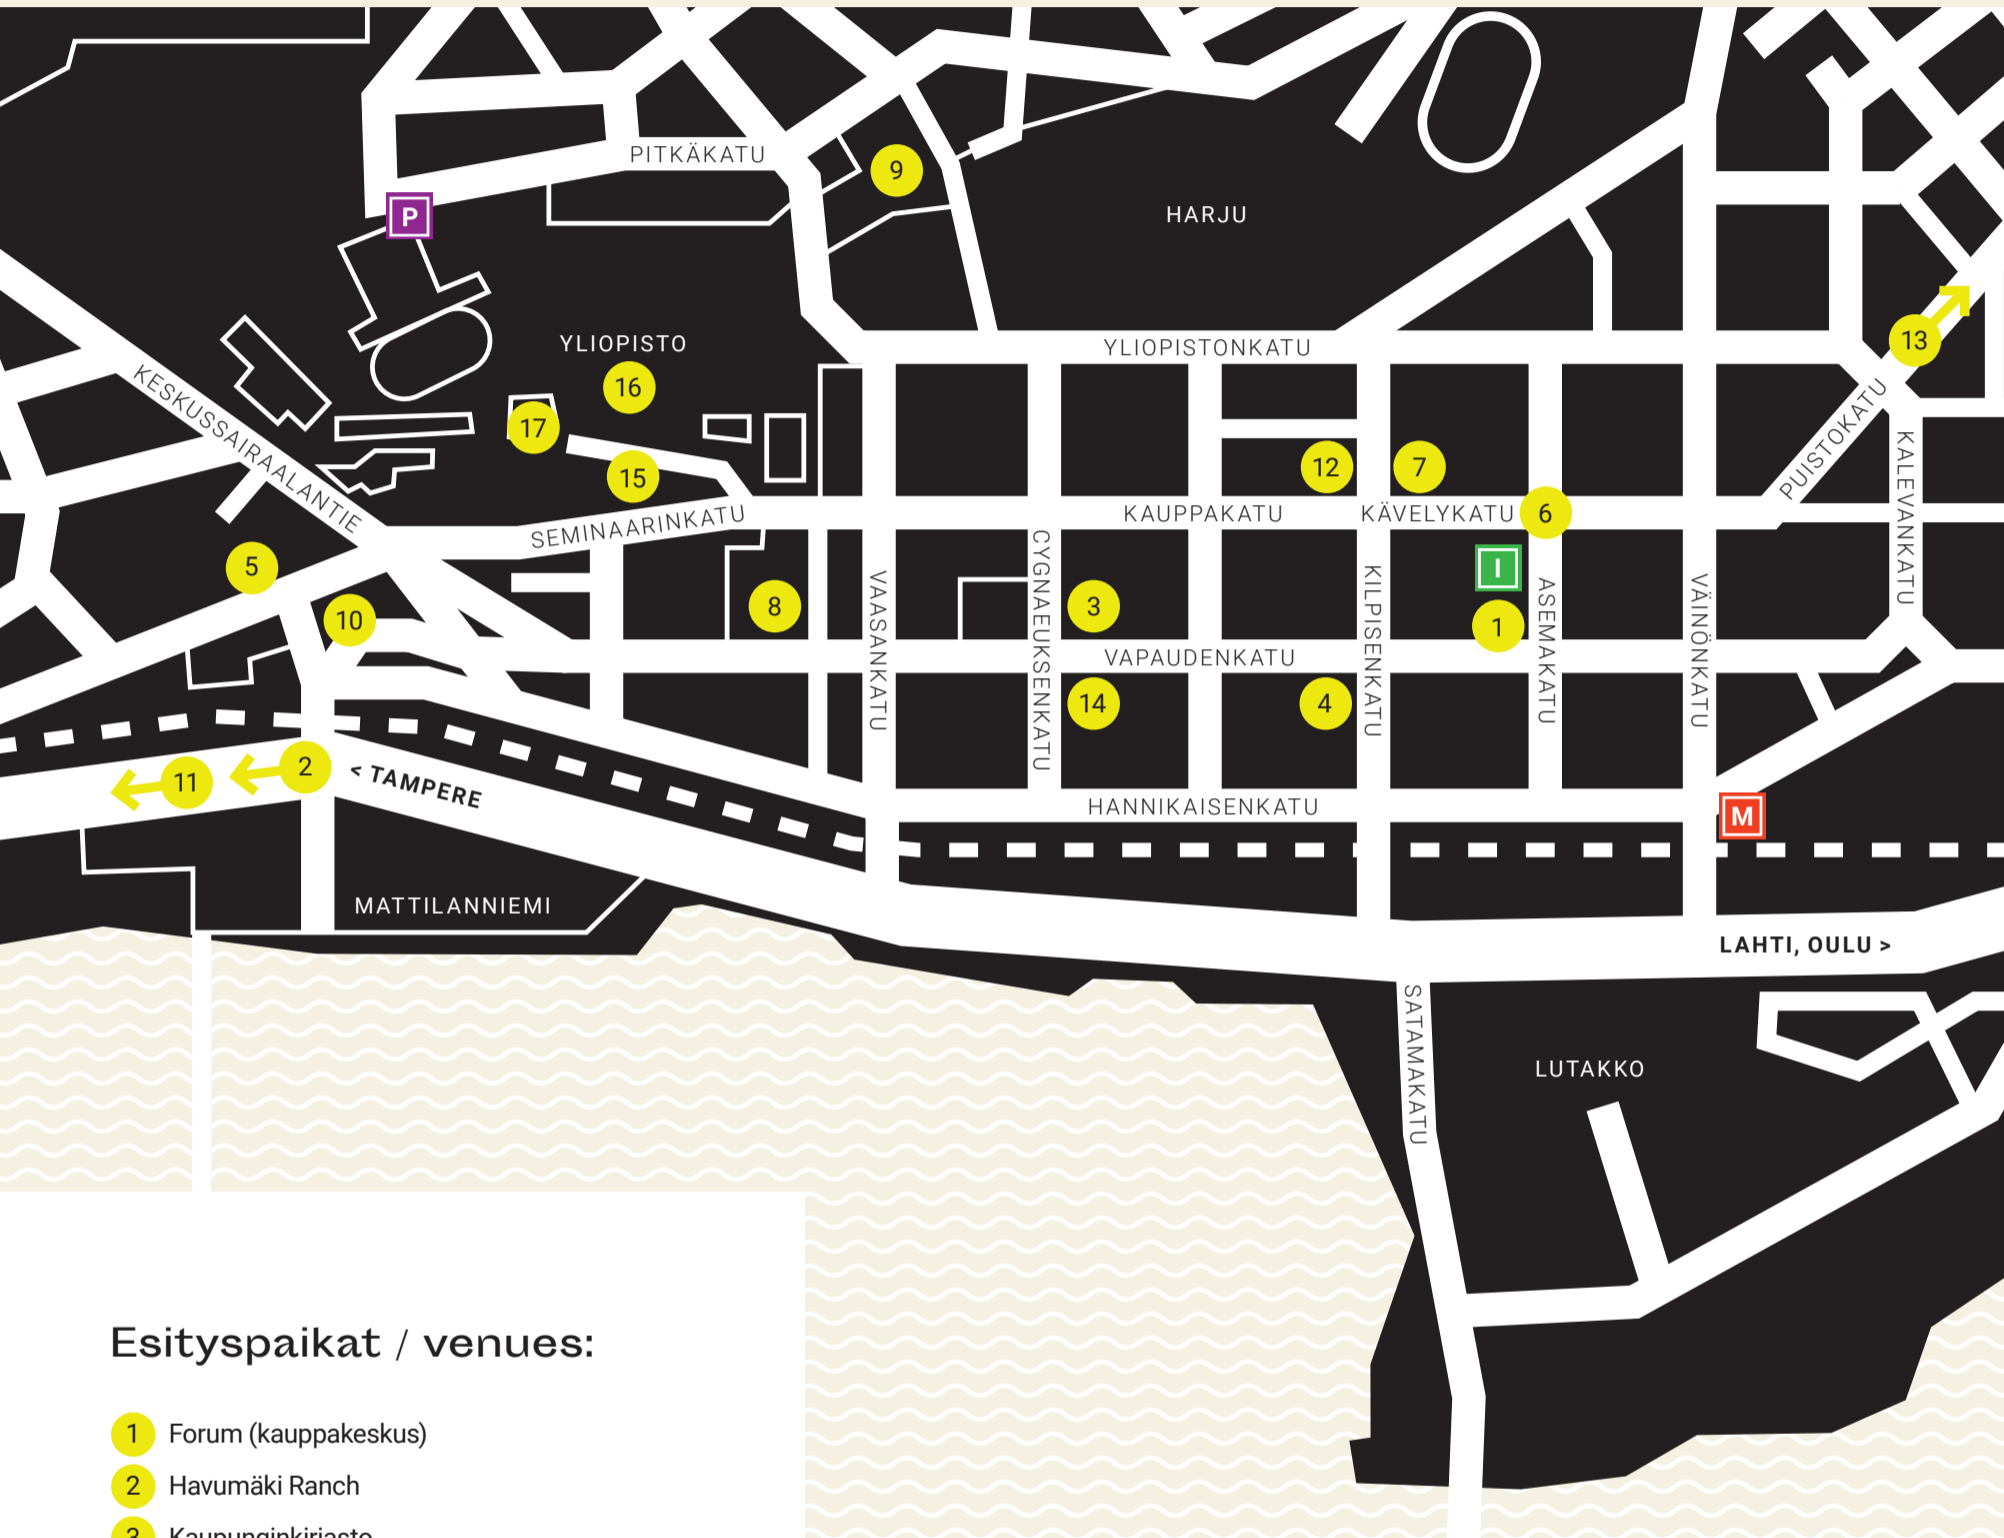 PITKÄKATU
9
P
HARJU
13
YLIOPISTO
YLIOPISTONKATU
16
KESKUSSAIRAALANTIE
17
PUISTOKATU
KALEVANKATU
12
7
15
SEMINAARINKATU
KAUPPAKATU
KÄVELYKATU
6
5
I
10
8
3
1
VAASANKATU
CYGNAEUKSENKATU
KILPISENKATU
ASEMAKATU
VÄINÖNKATU
VAPAUDENKATU
14
4
2
11
< TAMPERE
HANNIKAISENKATU
M
MATTILANNIEMI
LAHTI, OULU >
SATAMAKATU
LUTAKKO
Esityspaikat / venues:
1 Forum (kauppakeskus)
2 Havumäki Ranch
3 Kaupunginkirjasto